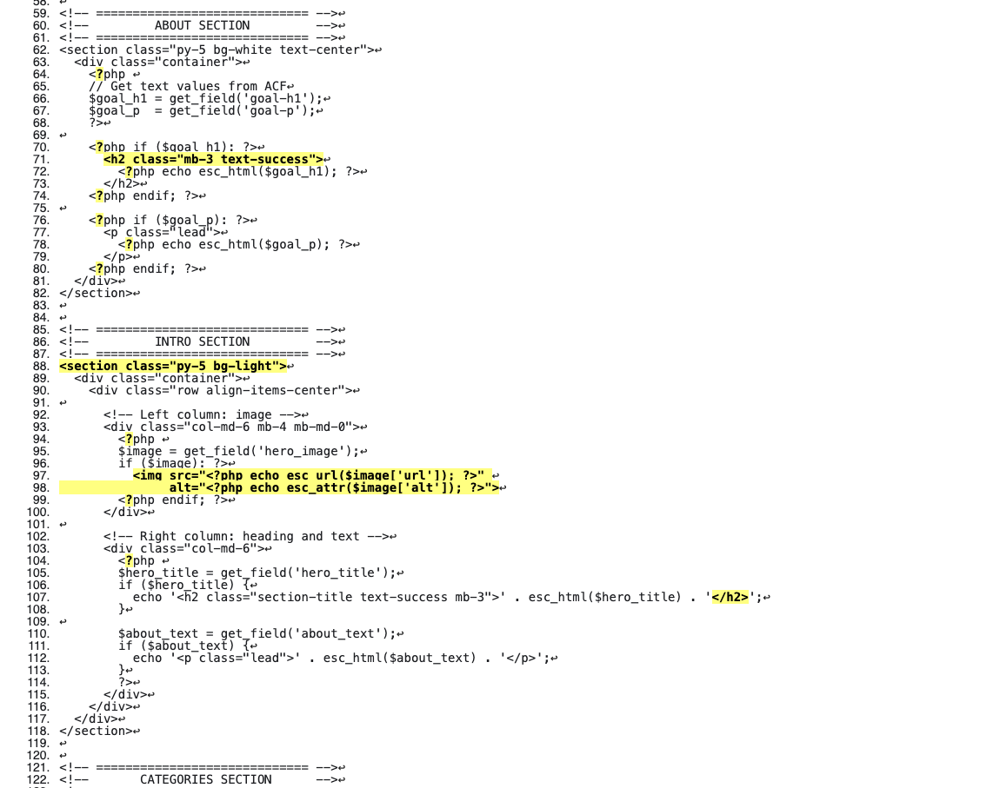 58. ↩
59. <!-- ============================= -->↩
60. <!--         ABOUT SECTION         -->↩
61. <!-- ============================= -->↩
62. <section class="py-5 bg-white text-center">↩
63.   <div class="container">↩
64.     <?php ↩
65.     // Get text values from ACF↩
66.     $goal_h1 = get_field('goal-h1');↩
67.     $goal_p  = get_field('goal-p');↩
68.     ?>↩
69. ↩
70.     <?php if ($goal_h1): ?>↩
71.       <h2 class="mb-3 text-success">↩
72.         <?php echo esc_html($goal_h1); ?>↩
73.       </h2>↩
74.     <?php endif; ?>↩
75. ↩
76.     <?php if ($goal_p): ?>↩
77.       <p class="lead">↩
78.         <?php echo esc_html($goal_p); ?>↩
79.       </p>↩
80.     <?php endif; ?>↩
81.   </div>↩
82. </section>↩
83. ↩
84. ↩
85. <!-- ============================= -->↩
86. <!--         INTRO SECTION         -->↩
87. <!-- ============================= -->↩
88. <section class="py-5 bg-light">↩
89.   <div class="container">↩
90.     <div class="row align-items-center">↩
91. ↩
92.       <!-- Left column: image -->↩
93.       <div class="col-md-6 mb-4 mb-md-0">↩
94.         <?php ↩
95.         $image = get_field('hero_image');↩
96.         if ($image): ?>↩
97.           <img src="<?php echo esc_url($image['url']); ?>" ↩
98.                alt="<?php echo esc_attr($image['alt']); ?>">↩
99.         <?php endif; ?>↩
100.       </div>↩
101. ↩
102.       <!-- Right column: heading and text -->↩
103.       <div class="col-md-6">↩
104.         <?php ↩
105.         $hero_title = get_field('hero_title');↩
106.         if ($hero_title) {↩
107.           echo '<h2 class="section-title text-success mb-3">' . esc_html($hero_title) . '</h2>';↩
108.         }↩
109. ↩
110.         $about_text = get_field('about_text');↩
111.         if ($about_text) {↩
112.           echo '<p class="lead">' . esc_html($about_text) . '</p>';↩
113.         }↩
114.         ?>↩
115.       </div>↩
116.     </div>↩
117.   </div>↩
118. </section>↩
119. ↩
120. ↩
121. <!-- ============================= -->↩
122. <!--       CATEGORIES SECTION      -->↩